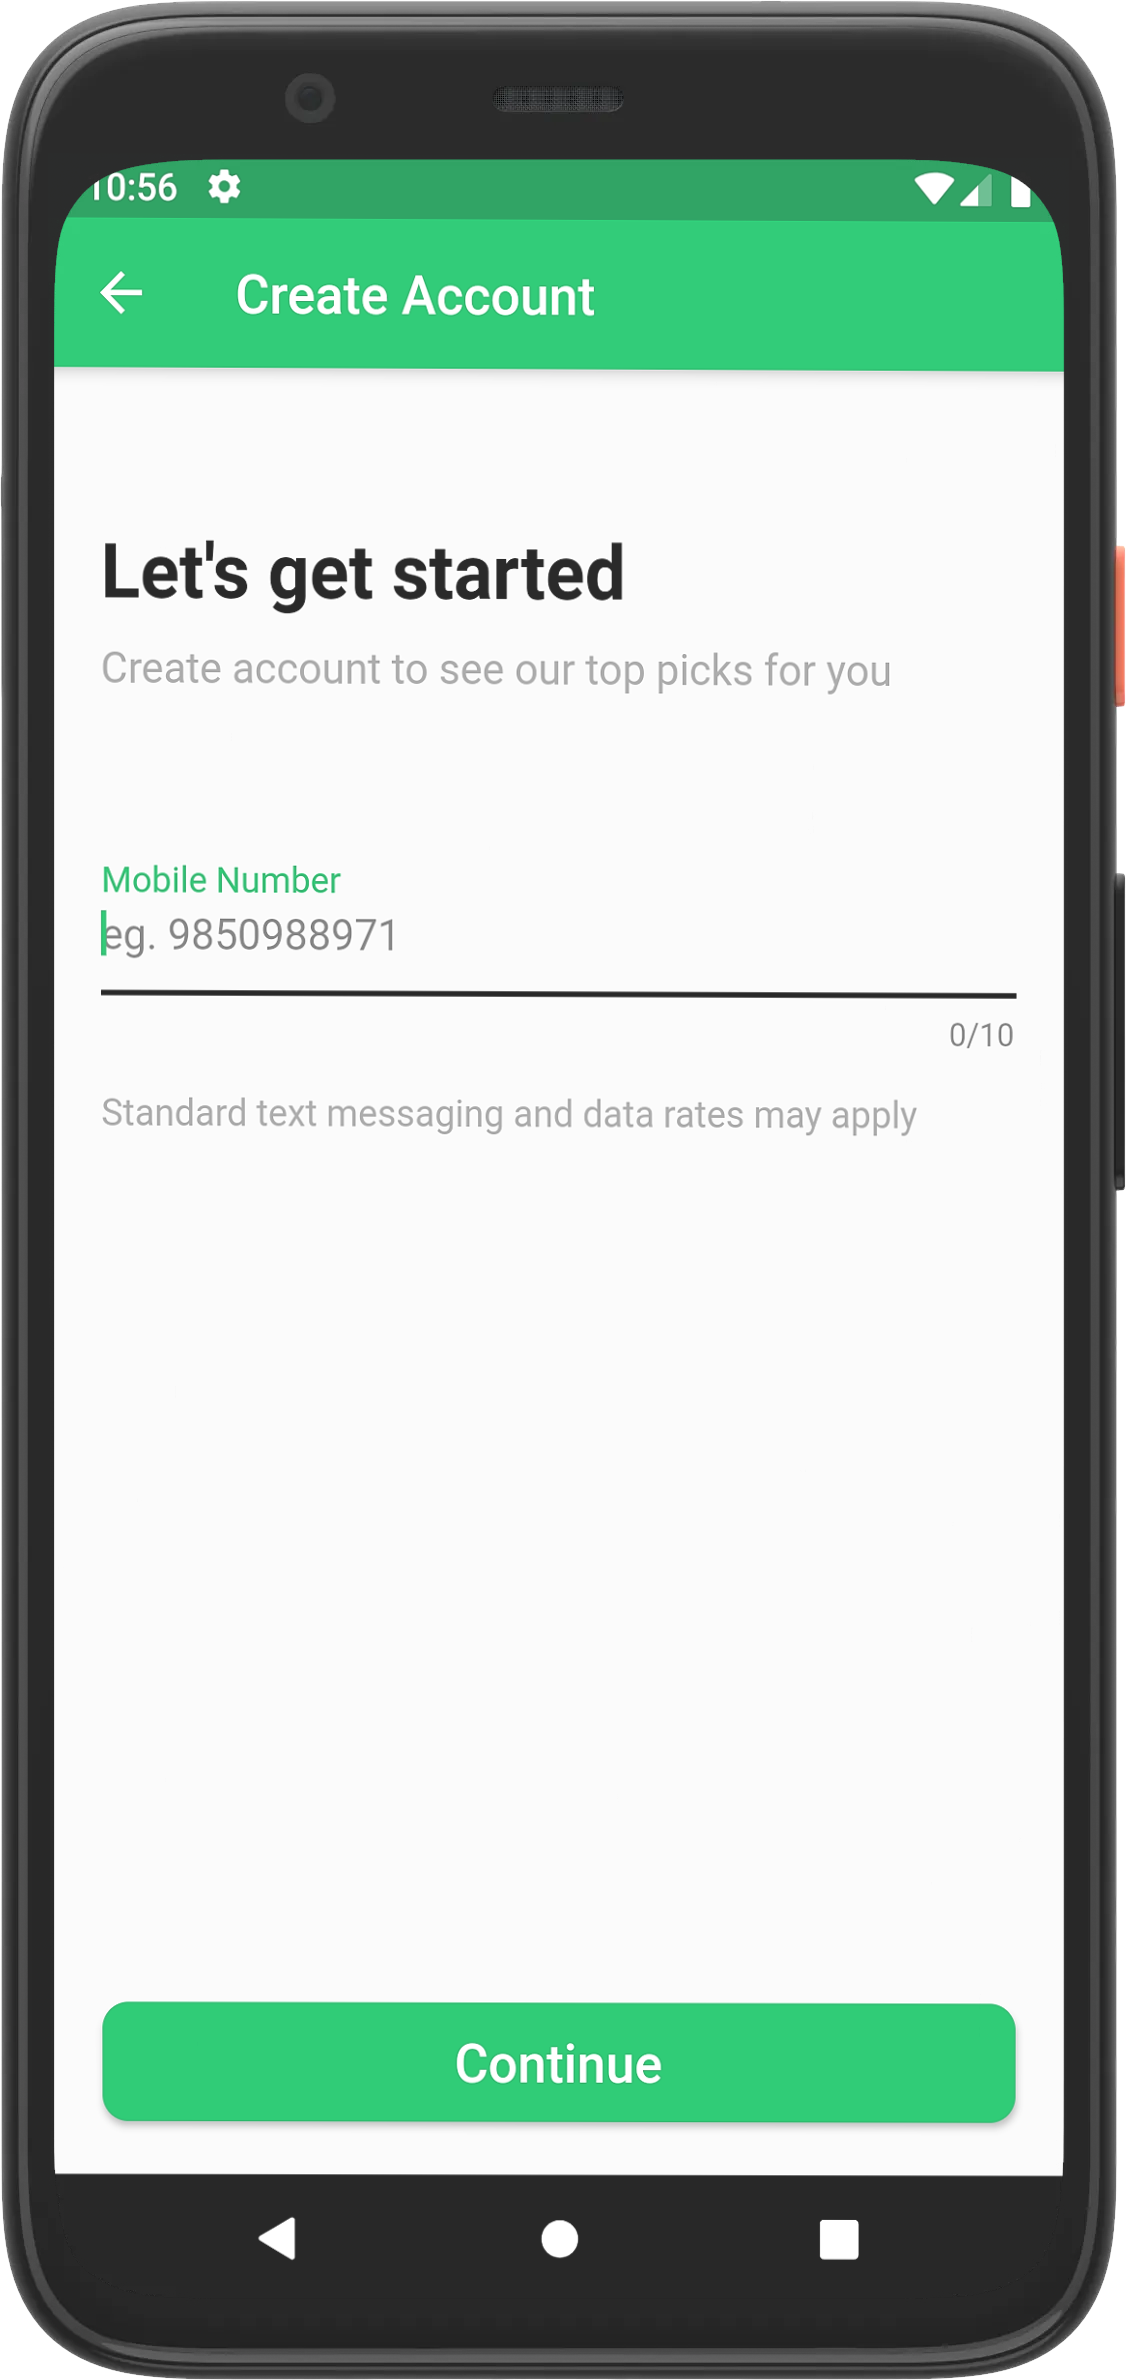 10:56
Create Account
Let's get started
Create account to see our top picks for you
Mobile Number
eg. 9850988971
0/10
Standard text messaging and data rates may apply
Continue